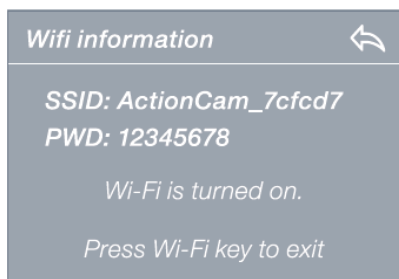 Wifi information
SSID: ActionCam_7cfcd7
PWD: 12345678
Wi-Fi is turned on.
Press Wi-Fi key to exit